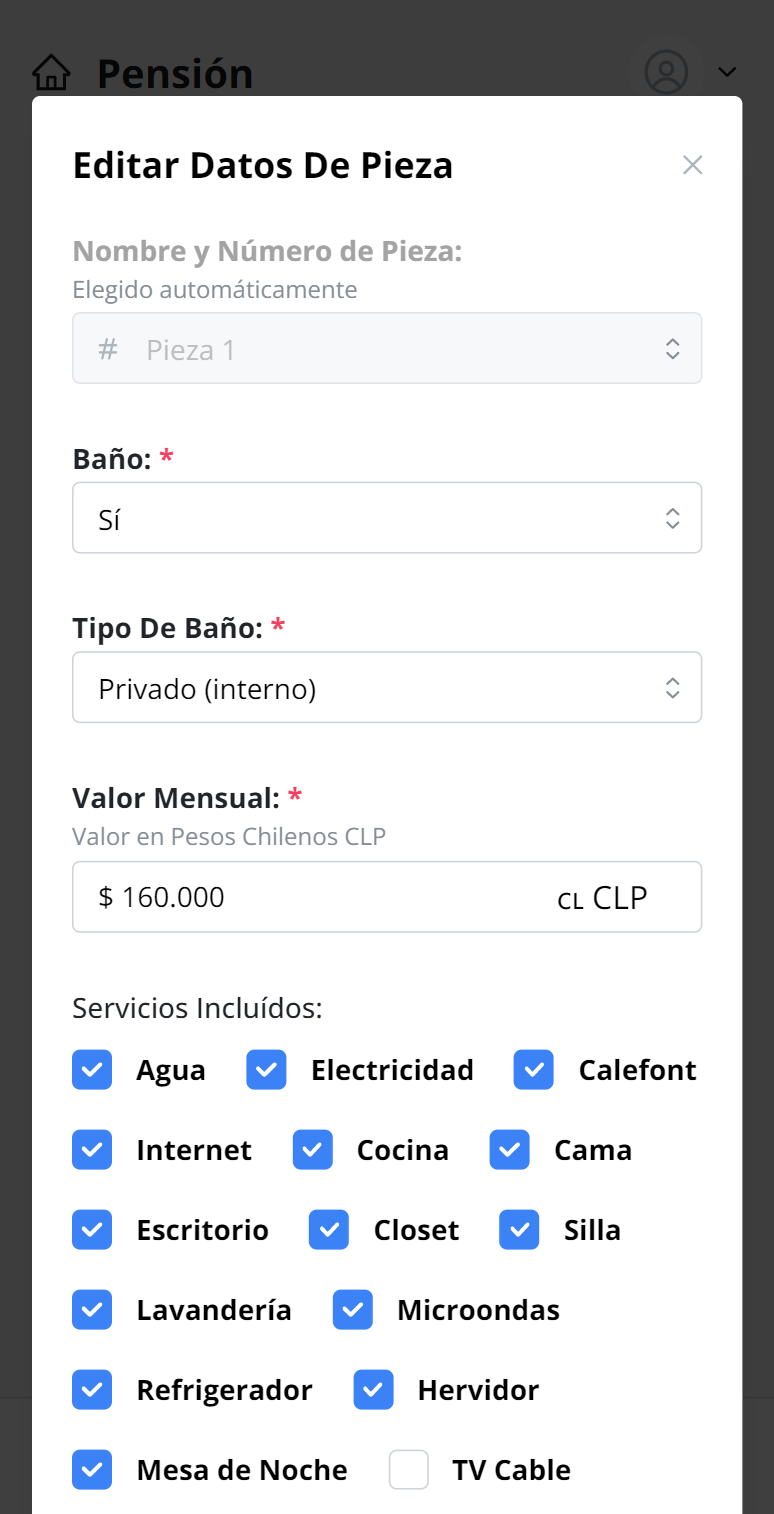 Pensión
Editar Datos De Pieza
Nombre y Número de Pieza:
Elegido automáticamente
# Pieza 1
Baño: *
Sí
Tipo De Baño: *
Privado (interno)
Valor Mensual: *
Valor en Pesos Chilenos CLP
$ 160.000 CL CLP
Servicios Incluídos:
Agua Electricidad Calefont
Internet Cocina Cama
Escritorio Closet Silla
Lavandería Microondas
Refrigerador Hervidor
Mesa de Noche TV Cable